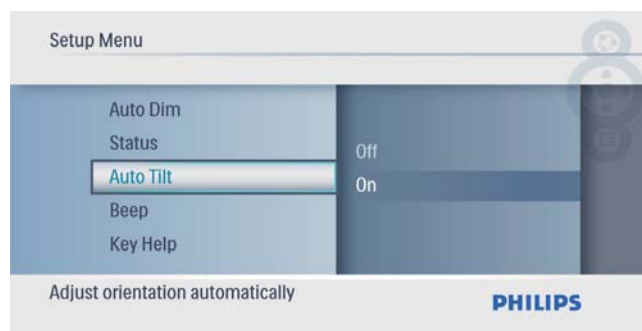 Setup Menu
Auto Dim
Status
Auto Tilt
Beep
Key Help
Off
On
Adjust orientation automatically
PHILIPS